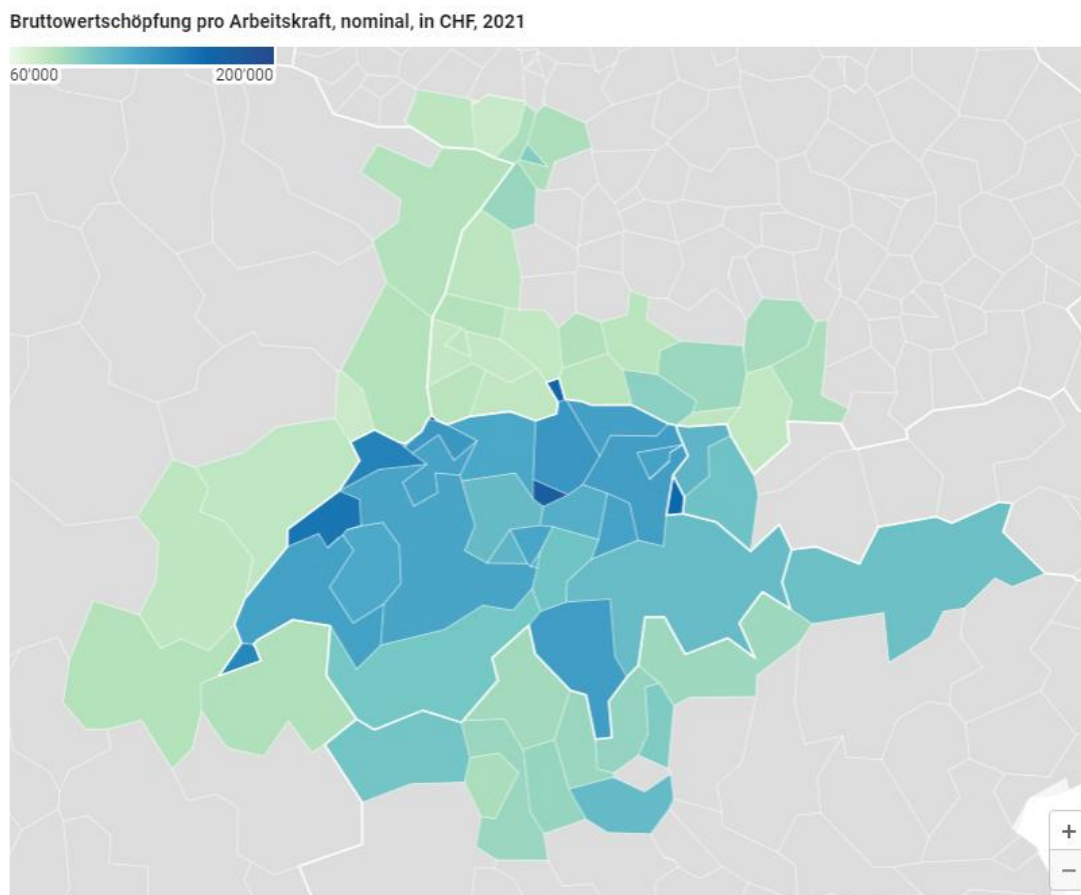 Bruttowertschöpfung pro Arbeitskraft, nominal, in CHF, 2021
60'000 200'000
+
−